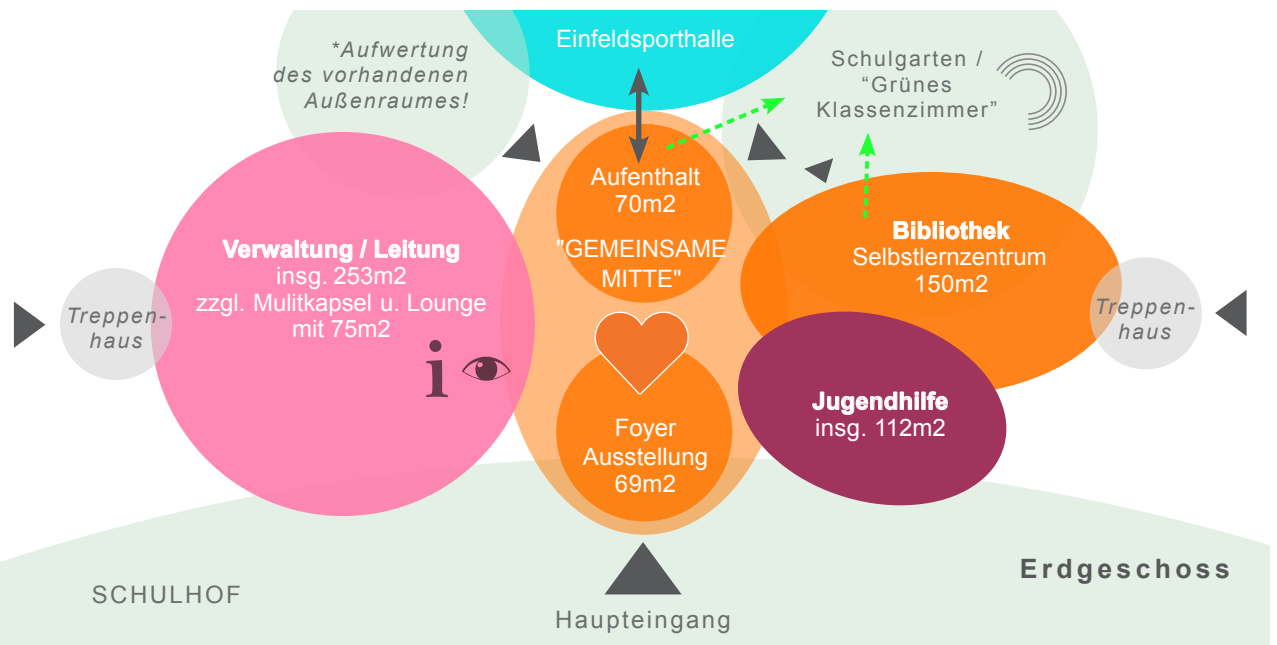 Einfeldsporthalle
*Aufwertung
des vorhandenen
Außenraumes!
Schulgarten /
“Grünes
Klassenzimmer”
Aufenthalt
70m2
"GEMEINSAME
MITTE"
Verwaltung / Leitung
insg. 253m2
zzgl. Mulitkapsel u. Lounge
mit 75m2
i
Bibliothek
Selbstlernzentrum
150m2
Treppen-
haus
Treppen-
haus
Jugendhilfe
insg. 112m2
Foyer
Ausstellung
69m2
Erdgeschoss
SCHULHOF
Haupteingang